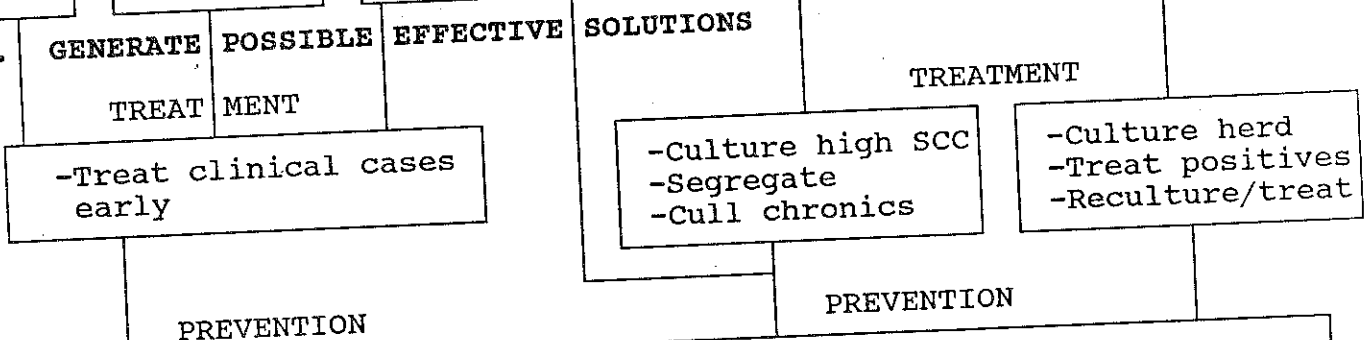 GENERATE POSSIBLE EFFECTIVE SOLUTIONS
TREATMENT
-Treat clinical cases
early
PREVENTION
TREATMENT
-Culture high SCC
-Segregate
-Cull chronics
-Culture herd
-Treat positives
-Reculture/treat
PREVENTION